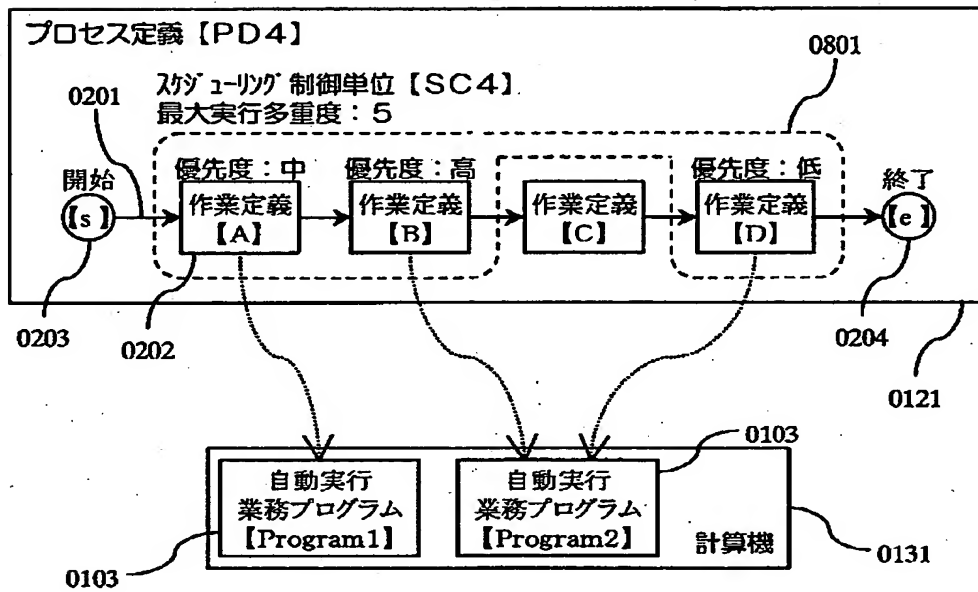 プロセス定義【PD4】
0801
スケジューリング制御単位【SC4】
最大実行多重度：5
0201
優先度：中
優先度：高
優先度：低
開始
終了
【s】
作業定義
【A】
作業定義
【B】
作業定義
【C】
作業定義
【D】
【e】
0203
0202
0204
0121
0103
自動実行
業務プログラム
【Program1】
自動実行
業務プログラム
【Program2】
計算機
0131
0103